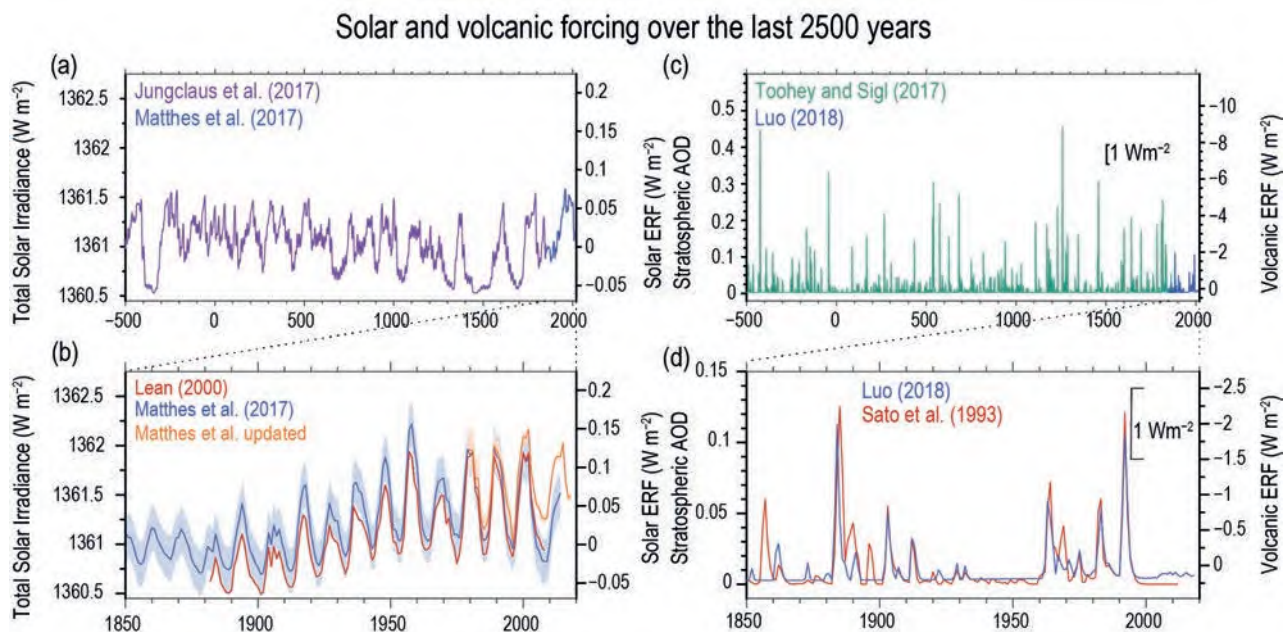 Solar and volcanic forcing over the last 2500 years
(a)
Jungclaus et al. (2017)
Matthes et al. (2017)
Total Solar Irradiance (W m⁻²)
1362.5
1362
1361.5
1361
1360.5
0.2
0.15
0.1
0.05
0
−0.05
Solar ERF (W m⁻²)
−500
0
500
1000
1500
2000
(c)
Toohey and Sigl (2017)
Luo (2018)
[1 Wm⁻²
Stratospheric AOD
0.5
0.4
0.3
0.2
0.1
0
−10
−8
−6
−4
−2
0
Volcanic ERF (W m⁻²)
−500
0
500
1000
1500
2000
(b)
Lean (2000)
Matthes et al. (2017)
Matthes et al. updated
Total Solar Irradiance (W m⁻²)
1362.5
1362
1361.5
1361
1360.5
0.2
0.15
0.1
0.05
0
−0.05
Solar ERF (W m⁻²)
1850
1900
1950
2000
(d)
Luo (2018)
Sato et al. (1993)
1 Wm⁻²
Stratospheric AOD
0.15
0.1
0.05
0
−2.5
−2
−1.5
−1
−0.5
0
Volcanic ERF (W m⁻²)
1850
1900
1950
2000